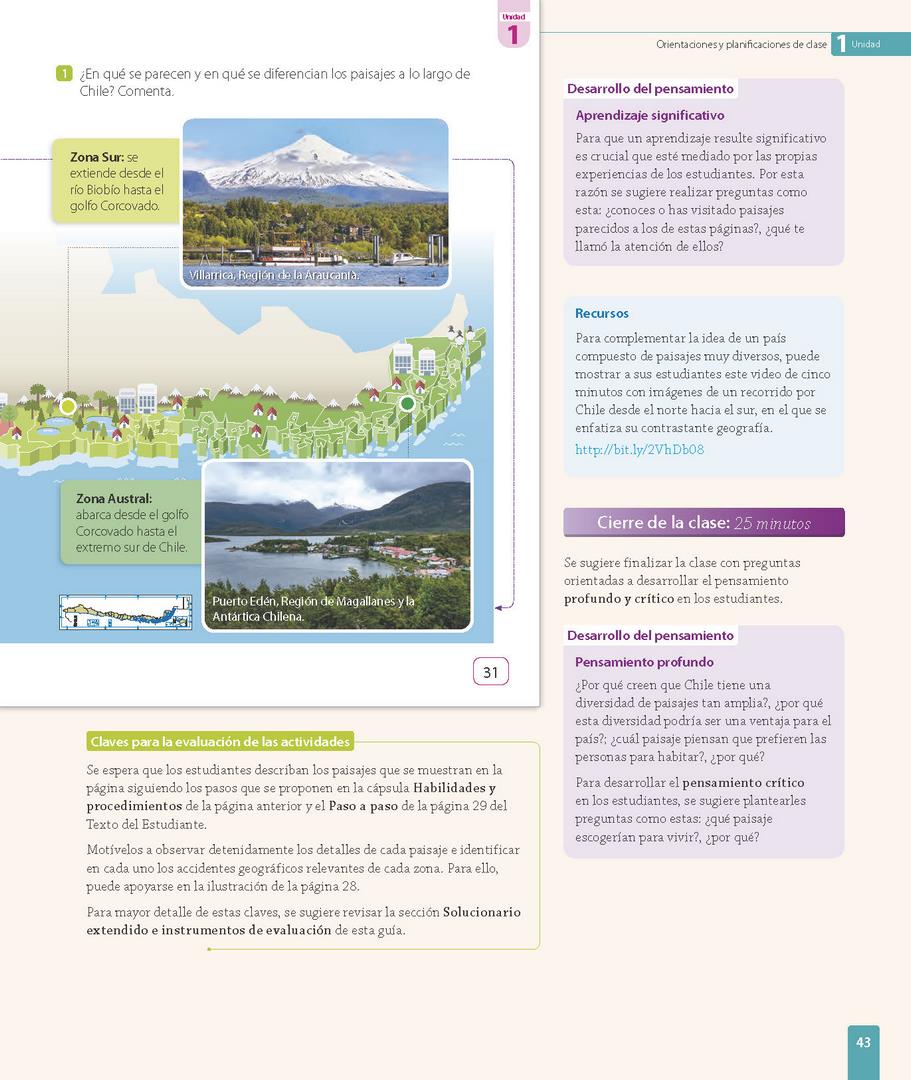 Unidad
1
Orientaciones y planificaciones de clase 1 Unidad
1 ¿En qué se parecen y en qué se diferencian los paisajes a lo largo de
Chile? Comenta.
Zona Sur: se
extiende desde el
río Biobío hasta el
golfo Corcovado.
Villarrica, Región de la Araucanía.
Zona Austral:
abarca desde el golfo
Corcovado hasta el
extremo sur de Chile.
Puerto Edén, Región de Magallanes y la
Antártica Chilena.
31
Claves para la evaluación de las actividades
Se espera que los estudiantes describan los paisajes que se muestran en la
página siguiendo los pasos que se proponen en la cápsula Habilidades y
procedimientos de la página anterior y el Paso a paso de la página 29 del
Texto del Estudiante.
Motívelos a observar detenidamente los detalles de cada paisaje e identificar
en cada uno los accidentes geográficos relevantes de cada zona. Para ello,
puede apoyarse en la ilustración de la página 28.
Para mayor detalle de estas claves, se sugiere revisar la sección Solucionario
extendido e instrumentos de evaluación de esta guía.
Desarrollo del pensamiento
Aprendizaje significativo
Para que un aprendizaje resulte significativo
es crucial que esté mediado por las propias
experiencias de los estudiantes. Por esta
razón se sugiere realizar preguntas como
esta: ¿conoces o has visitado paisajes
parecidos a los de estas páginas?, ¿qué te
llamó la atención de ellos?
Recursos
Para complementar la idea de un país
compuesto de paisajes muy diversos, puede
mostrar a sus estudiantes este video de cinco
minutos con imágenes de un recorrido por
Chile desde el norte hacia el sur, en el que se
enfatiza su contrastante geografía.
http://bit.ly/2VhDb08
Cierre de la clase: 25 minutos
Se sugiere finalizar la clase con preguntas
orientadas a desarrollar el pensamiento
profundo y crítico en los estudiantes.
Desarrollo del pensamiento
Pensamiento profundo
¿Por qué creen que Chile tiene una
diversidad de paisajes tan amplia?, ¿por qué
esta diversidad podría ser una ventaja para el
país?; ¿cuál paisaje piensan que prefieren las
personas para habitar?, ¿por qué?
Para desarrollar el pensamiento crítico
en los estudiantes, se sugiere plantearles
preguntas como estas: ¿qué paisaje
escogerían para vivir?, ¿por qué?
43